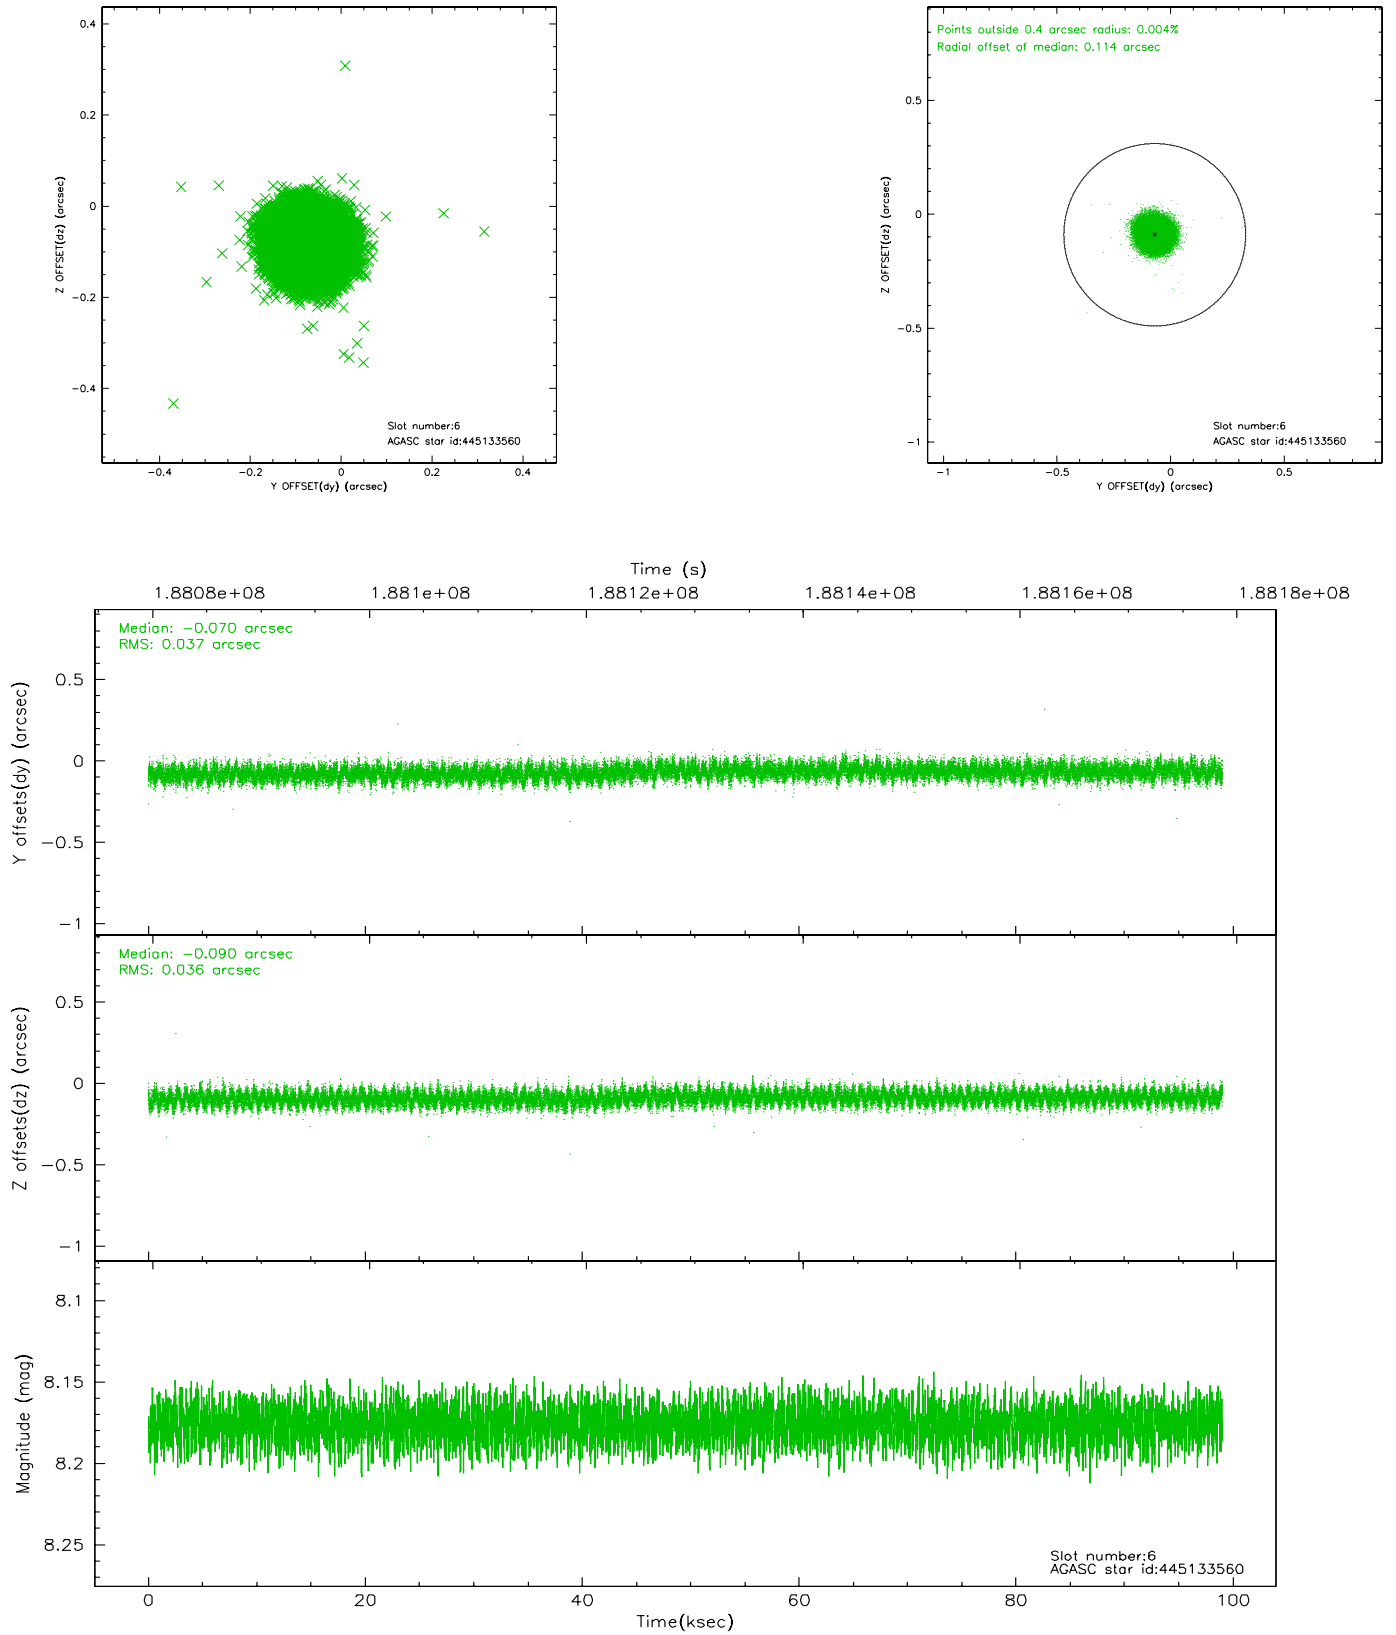 0.4
0.2
0
-0.2
-0.4
Z OFFSET(dz) (arcsec)
Slot number:6
AGASC star id:445133560
-0.4 -0.2 0 0.2 0.4
Y OFFSET(dy) (arcsec)
Points outside 0.4 arcsec radius: 0.004%
Radial offset of median: 0.114 arcsec
0.5
0
-0.5
-1
Z OFFSET(dz) (arcsec)
Slot number:6
AGASC star id:445133560
-1 -0.5 0 0.5
Y OFFSET(dy) (arcsec)
Time (s)
1.8808e+08 1.881e+08 1.8812e+08 1.8814e+08 1.8816e+08 1.8818e+08
Median: -0.070 arcsec
RMS: 0.037 arcsec
0.5
0
-0.5
-1
Y offsets(dy) (arcsec)
Median: -0.090 arcsec
RMS: 0.036 arcsec
0.5
0
-0.5
-1
Z offsets(dz) (arcsec)
8.1
8.15
8.2
8.25
Magnitude (mag)
Slot number:6
AGASC star id:445133560
0 20 40 60 80 100
Time(ksec)